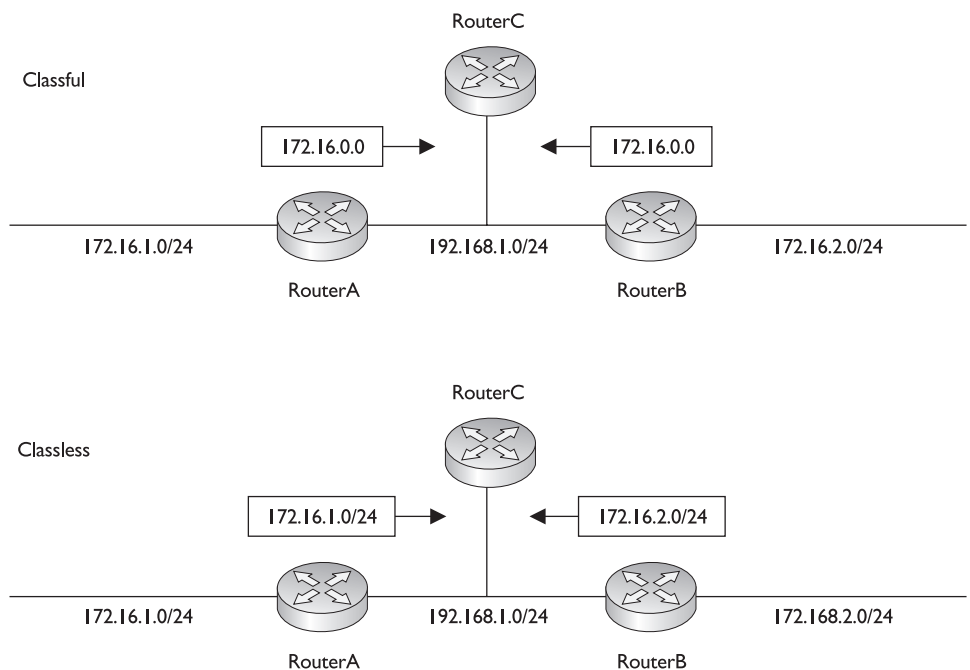 RouterC
Classful
172.16.0.0
172.16.0.0
172.16.1.0/24
192.168.1.0/24
172.16.2.0/24
RouterA
RouterB
RouterC
Classless
172.16.1.0/24
172.16.2.0/24
172.16.1.0/24
192.168.1.0/24
172.168.2.0/24
RouterA
RouterB